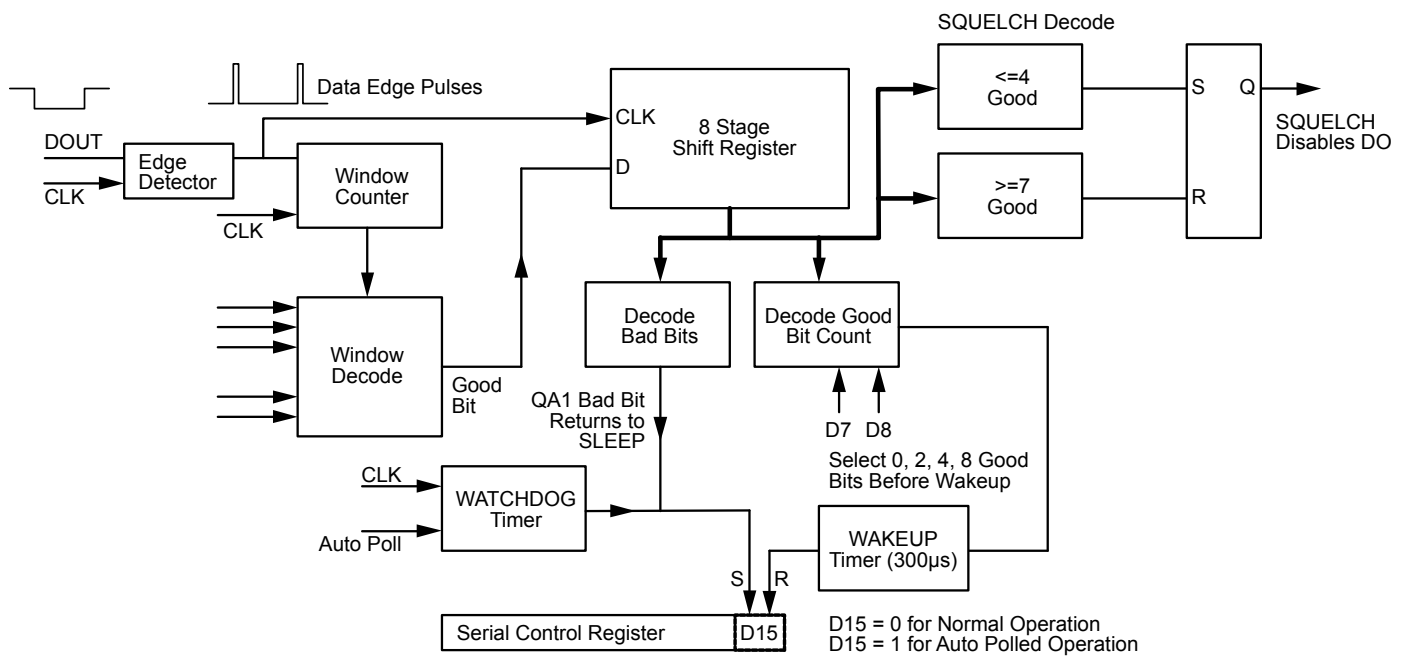 SQUELCH Decode
Data Edge Pulses
<=4
Good
S
Q
SQUELCH
Disables DO
>=7
Good
R
CLK
8 Stage
Shift Register
D
DOUT
Edge
Detector
CLK
Window
Counter
CLK
Window
Decode
Good
Bit
Decode
Bad Bits
Decode Good
Bit Count
QA1 Bad Bit
Returns to
SLEEP
D7 D8
Select 0, 2, 4, 8 Good
Bits Before Wakeup
CLK
Auto Poll
WATCHDOG
Timer
WAKEUP
Timer (300µs)
S
R
Serial Control Register
D15
D15 = 0 for Normal Operation
D15 = 1 for Auto Polled Operation